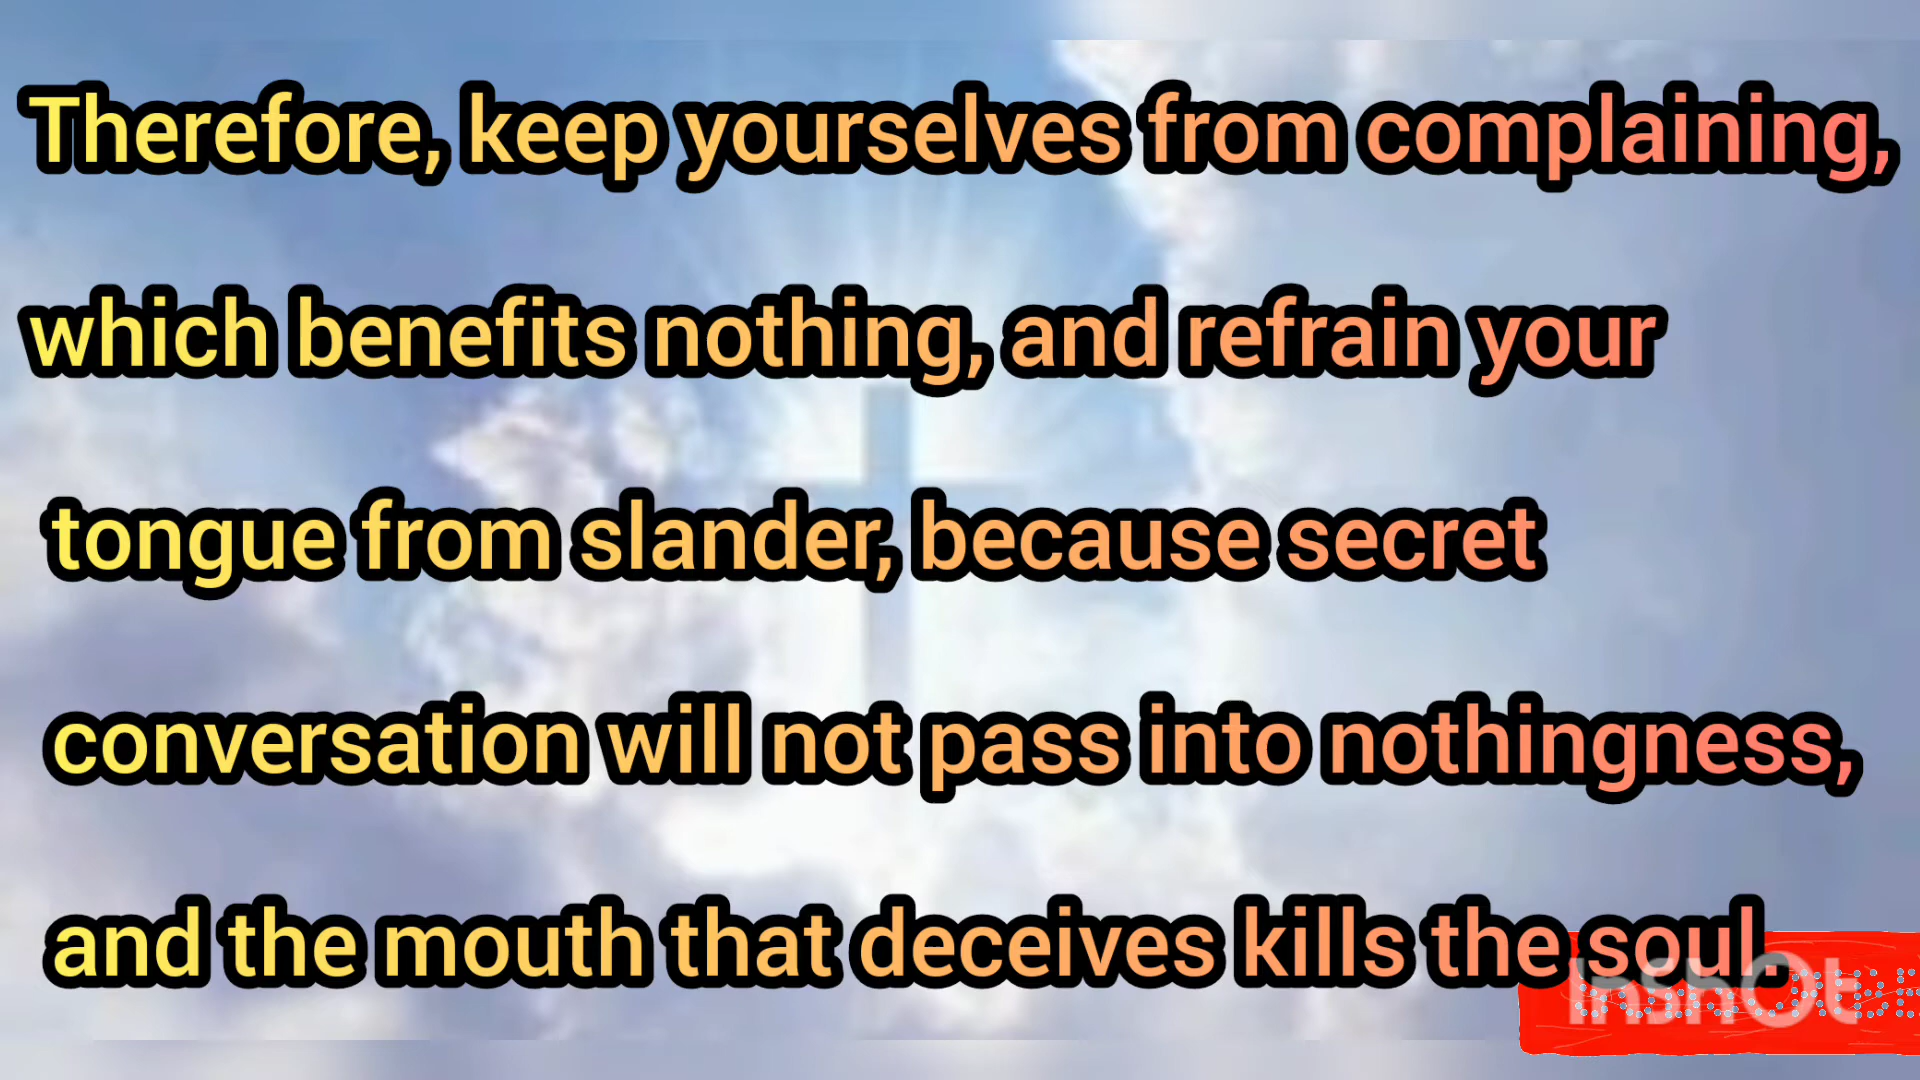 Therefore, keep yourselves from complaining,
which benefits nothing, and refrain your
tongue from slander, because secret
conversation will not pass into nothingness,
and the mouth that deceives kills the soul.
InShOt